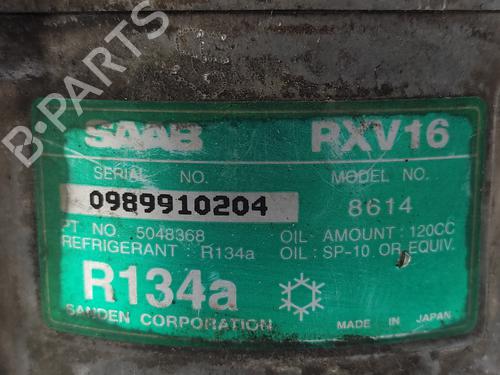 B-PARTS
SAAB RXV16
SERIAL NO. MODEL NO.
0989910204 8614
PT NO. 5048368 OIL AMOUNT : 120CC
REFRIGERANT : R134a OIL : SP-10 OR EQUIV.
R134a
SANDEN CORPORATION MADE IN JAPAN